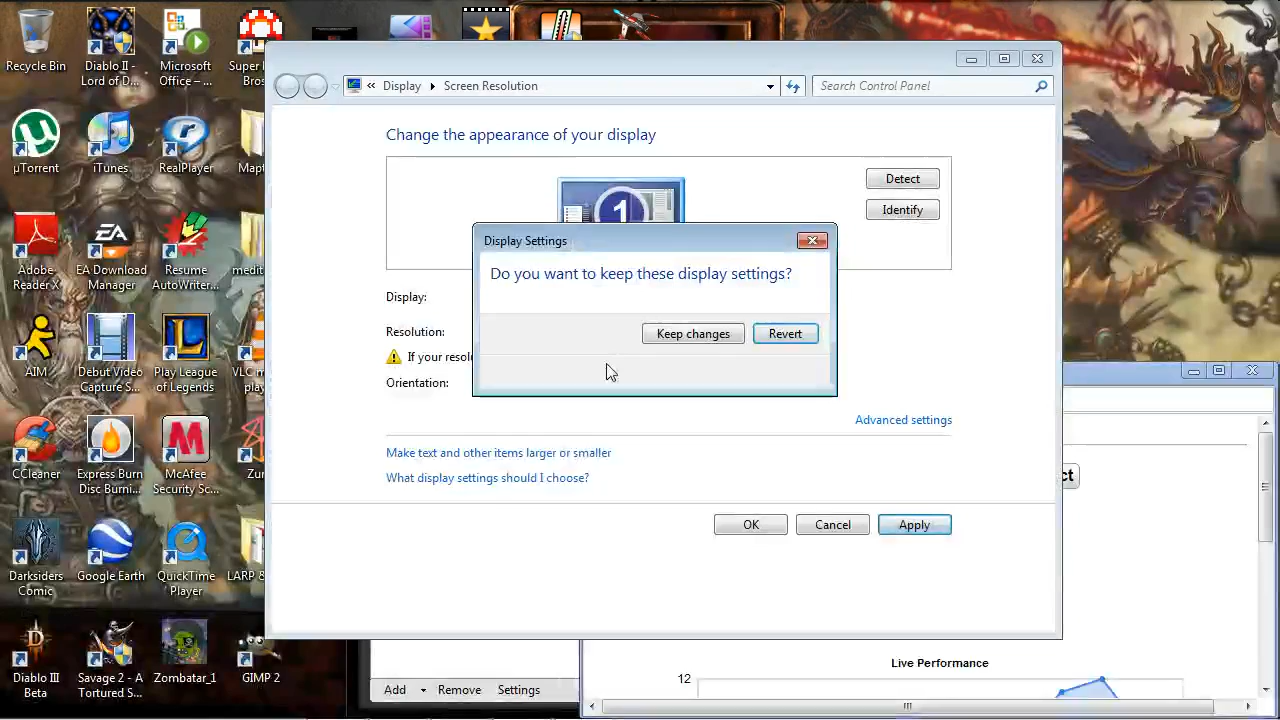 Recycle Bin
Diablo II -
Lord of D...
Microsoft
Office – ...
Super
Bros
µTorrent
iTunes
RealPlayer
Adobe
Reader X
EA Download
Manager
Resume
AutoWriter...
AIM
Debut Video
Capture S...
Play League
of Legends
VLC m
play
CCleaner
Express Burn
Disc Burni...
McAfee
Security Sc...
Darksiders
Comic
Google Earth
QuickTime
Player
LARP &
Diablo III
Beta
Savage 2 - A
Tortured S...
Zombatar_1
GIMP 2
« Display ▸ Screen Resolution
Search Control Panel
Change the appearance of your display
1
Detect
Identify
Display Settings
Do you want to keep these display settings?
Keep changes
Revert
Display:
Resolution:
If your resol
Orientation:
Advanced settings
Make text and other items larger or smaller
What display settings should I choose?
OK
Cancel
Apply
ct
Live Performance
12
Add
Remove
Settings